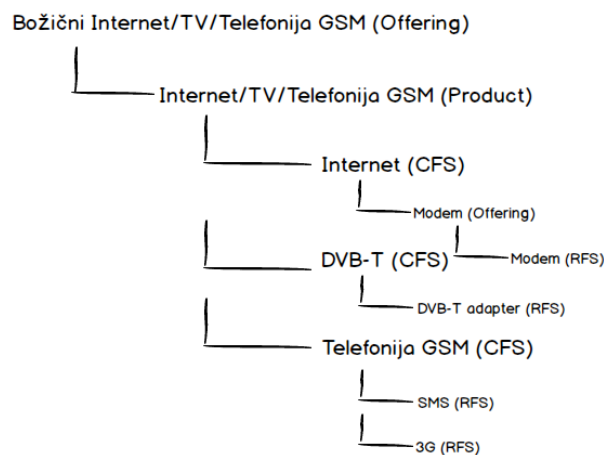 Božični Internet/TV/Telefonija GSM (Offering)
Internet/TV/Telefonija GSM (Product)
Internet (CFS)
Modem (Offering)
DVB-T (CFS)
Modem (RFS)
DVB-T adapter (RFS)
Telefonija GSM (CFS)
SMS (RFS)
3G (RFS)